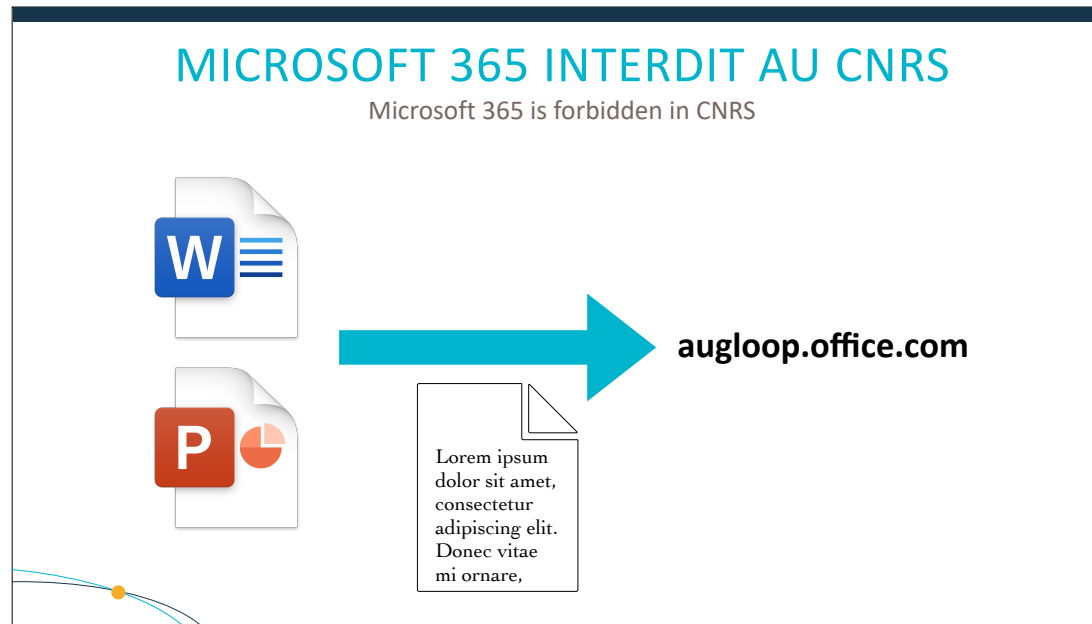 MICROSOFT 365 INTERDIT AU CNRS
Microsoft 365 is forbidden in CNRS
W
augloop.office.com
P
Lorem ipsum
dolor sit amet,
consectetur
adipiscing elit.
Donec vitae
mi ornare,